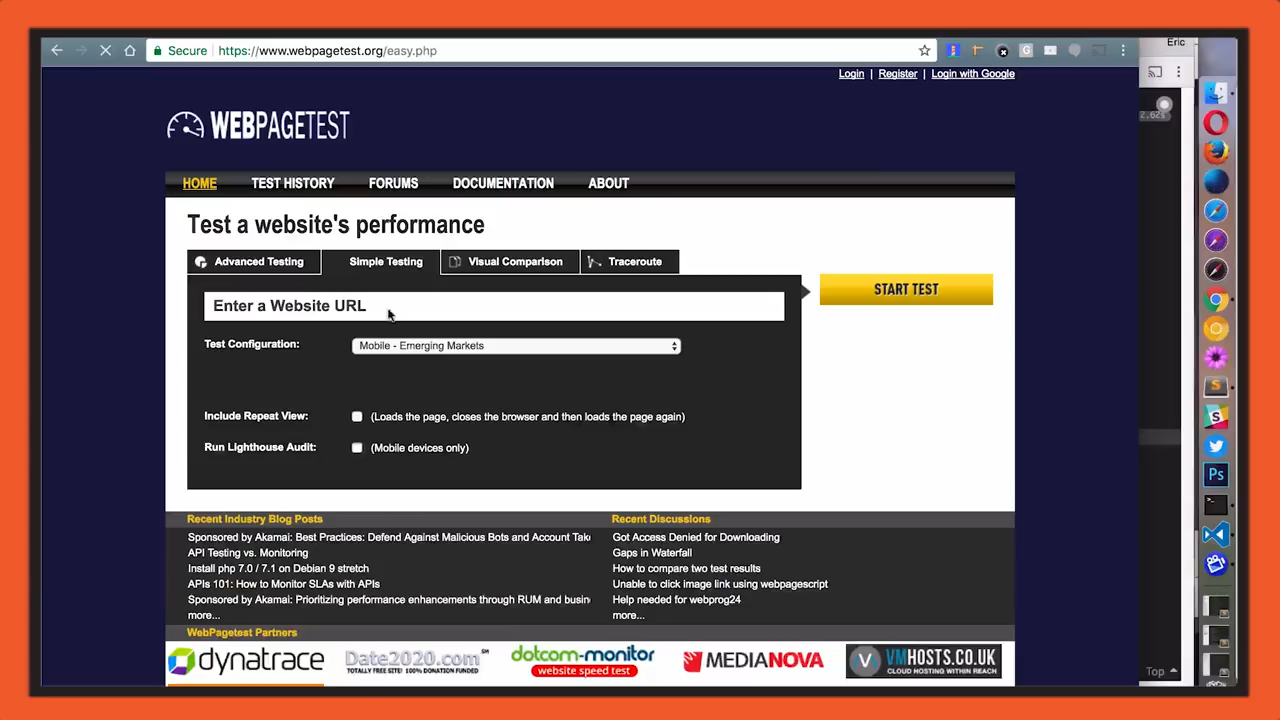 Secure https://www.webpagetest.org/easy.php
Eric
Login | Register | Login with Google
WEBPAGETEST
HOME TEST HISTORY FORUMS DOCUMENTATION ABOUT
Test a website's performance
Advanced Testing Simple Testing Visual Comparison Traceroute
Enter a Website URL
START TEST
Test Configuration: Mobile - Emerging Markets
Include Repeat View: (Loads the page, closes the browser and then loads the page again)
Run Lighthouse Audit: (Mobile devices only)
Recent Industry Blog Posts
Sponsored by Akamai: Best Practices: Defend Against Malicious Bots and Account Take
API Testing vs. Monitoring
Install php 7.0 / 7.1 on Debian 9 stretch
APIs 101: How to Monitor SLAs with APIs
Sponsored by Akamai: Prioritizing performance enhancements through RUM and busin
more...
Recent Discussions
Got Access Denied for Downloading
Gaps in Waterfall
How to compare two test results
Unable to click image link using webpagescript
Help needed for webprog24
more...
WebPagetest Partners
dynatrace
Date2020.com
TOTALLY FREE SITE! 100% DONATION FUNDED
dotcom-monitor
website speed test
MEDIANOVA
V VMHOSTS.CO.UK
CLOUD HOSTING WITHIN REACH
2.62s
Top
Ps